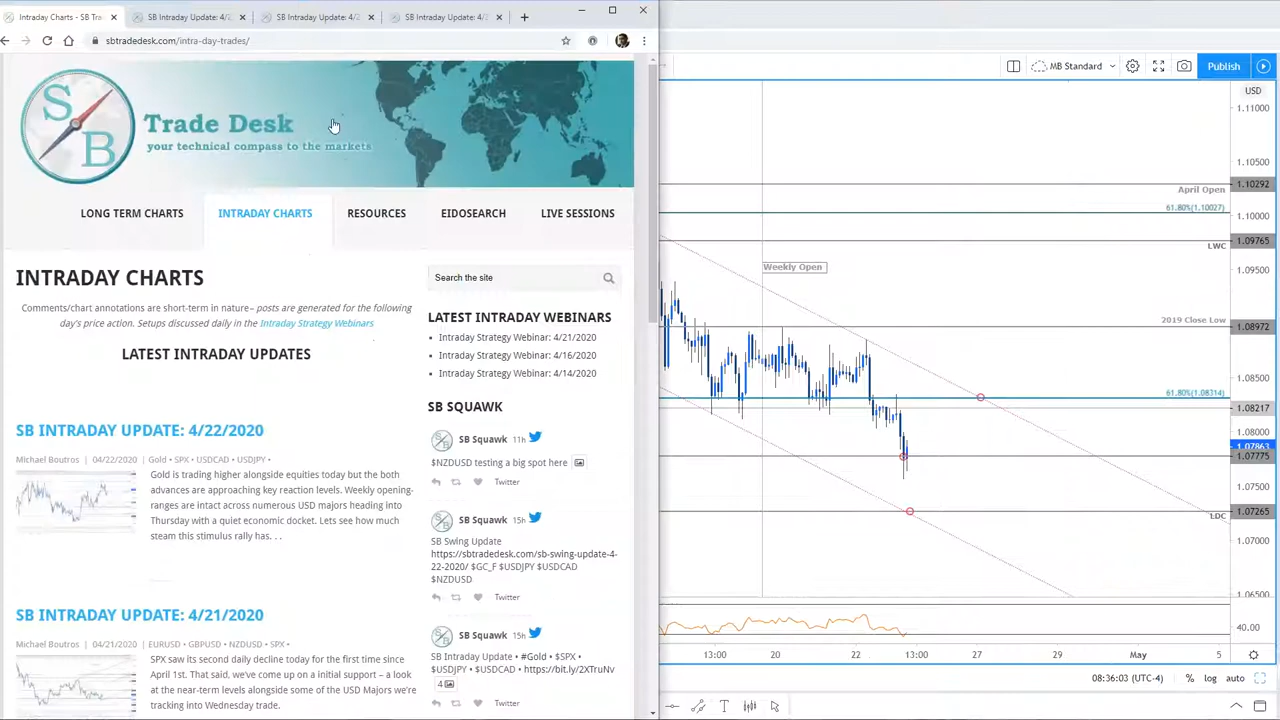 Intraday Charts - SB Tra
SB Intraday Update: 4/2
SB Intraday Update: 4/2
SB Intraday Update: 4/2
sbtradedesk.com/intra-day-trades/
S
B
Trade Desk
your technical compass to the markets
LONG TERM CHARTS
INTRADAY CHARTS
RESOURCES
EIDOSEARCH
LIVE SESSIONS
INTRADAY CHARTS
Comments/chart annotations are short-term in nature– posts are generated for the following
day's price action. Setups discussed daily in the Intraday Strategy Webinars
LATEST INTRADAY UPDATES
SB INTRADAY UPDATE: 4/22/2020
Michael Boutros | 04/22/2020 | Gold • SPX • USDCAD • USDJPY •
Gold is trading higher alongside equities today but the both
advances are approaching key reaction levels. Weekly opening-
ranges are intact across numerous USD majors heading into
Thursday with a quiet economic docket. Lets see how much
steam this stimulus rally has. . .
SB INTRADAY UPDATE: 4/21/2020
Michael Boutros | 04/21/2020 | EURUSD • GBPUSD • NZDUSD • SPX •
SPX saw its second daily decline today for the first time since
April 1st. That said, we've come up on a initial support – a
look at the near-term levels alongside some of the USD Majors we're
tracking into Wednesday trade.
Search the site
LATEST INTRADAY WEBINARS
Intraday Strategy Webinar: 4/21/2020
Intraday Strategy Webinar: 4/16/2020
Intraday Strategy Webinar: 4/14/2020
SB SQUAWK
SB Squawk 11h
$NZDUSD testing a big spot here
Twitter
SB Squawk 15h
SB Swing Update
https://sbtradedesk.com/sb-swing-update-4-
22-2020/ $GC_F $USDJPY $USDCAD
$NZDUSD
Twitter
SB Squawk 15h
SB Intraday Update • #Gold • $SPX •
$USDJPY • $USDCAD • https://bit.ly/2XTruNv
4
Twitter
MB Standard
Publish
USD
1.11000
1.10500
1.10292
April Open
61.80%(1.10027)
1.10000
1.09765
LWC
Weekly Open
1.09500
2019 Close Low
1.08972
1.08500
61.80%(1.08314)
1.08217
1.08000
1.07863
1.07775
1.07500
1.07265
LDC
1.07000
1.06500
40.00
13:00
20
22
13:00
27
29
May
5
08:36:03 (UTC-4)
%
log
auto